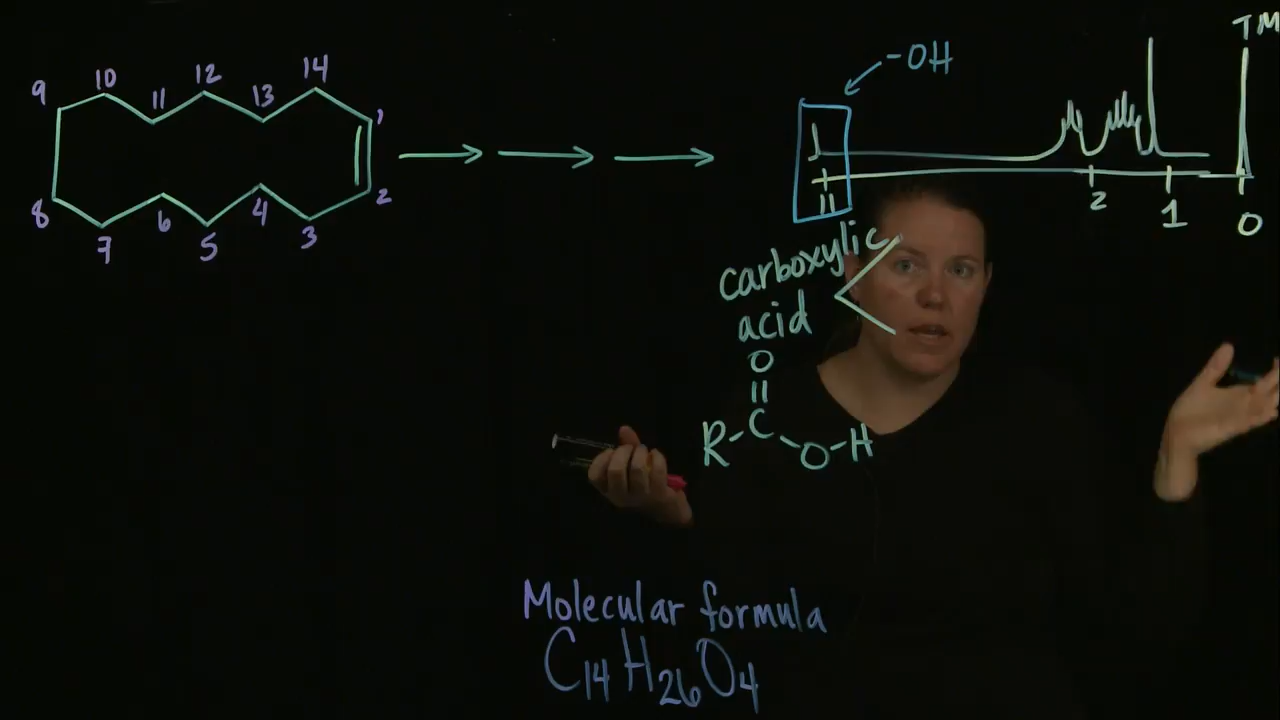 9 10 11 12 13 14 1
8 7 6 5 4 3 2
-OH
TM
11 2 1 0
carboxylic
acid
O
R-C
O-H
Molecular formula
C14H26O4